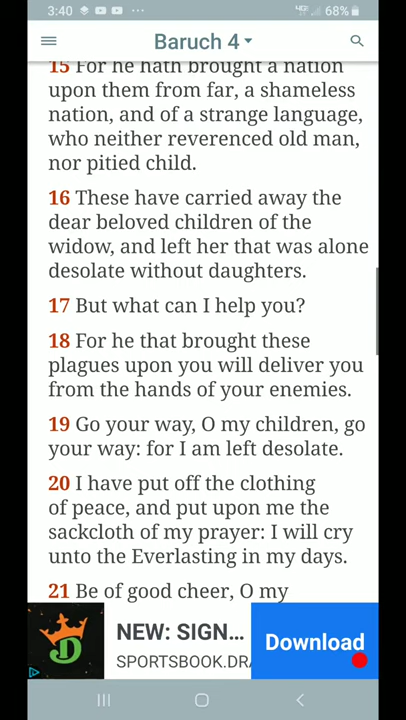 3:40
68%
Baruch 4
15 For he hath brought a nation
upon them from far, a shameless
nation, and of a strange language,
who neither reverenced old man,
nor pitied child.
16 These have carried away the
dear beloved children of the
widow, and left her that was alone
desolate without daughters.
17 But what can I help you?
18 For he that brought these
plagues upon you will deliver you
from the hands of your enemies.
19 Go your way, O my children, go
your way: for I am left desolate.
20 I have put off the clothing
of peace, and put upon me the
sackcloth of my prayer: I will cry
unto the Everlasting in my days.
21 Be of good cheer, O my
NEW: SIGN...
SPORTSBOOK.DRA
Download